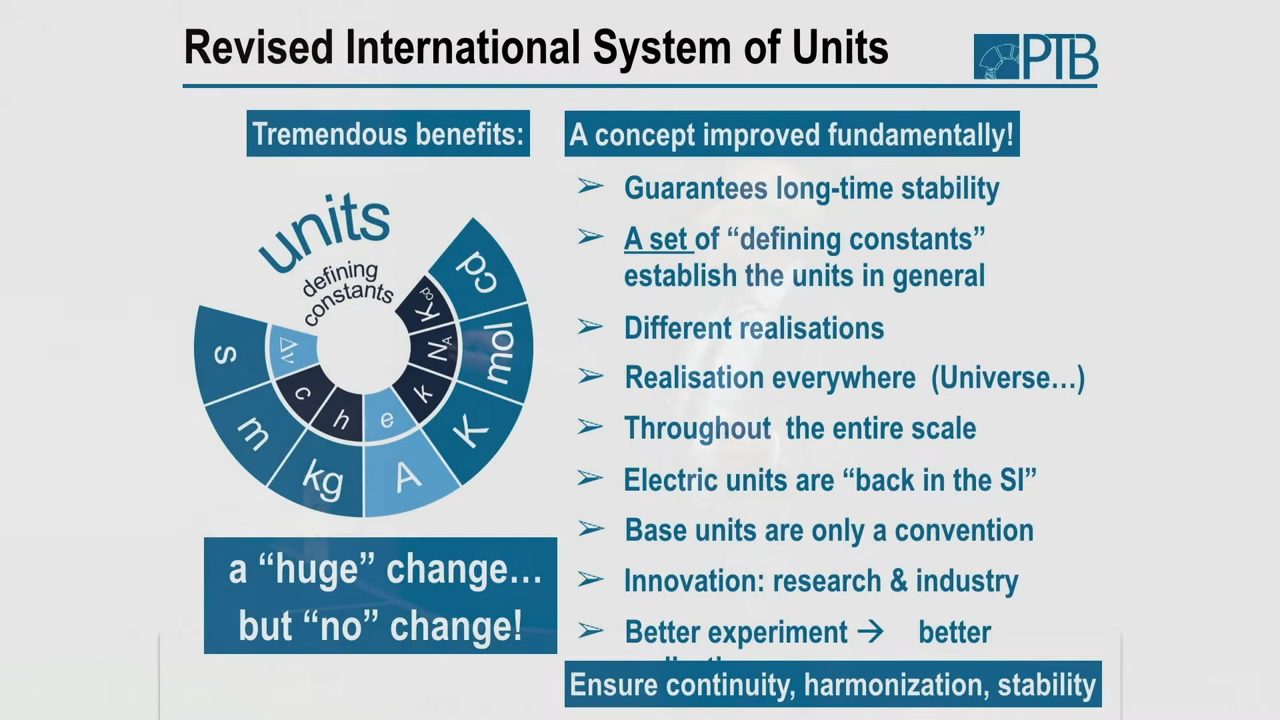 Revised International System of Units
PTB
Tremendous benefits:
units
defining
constants
s
m
kg
A
K
mol
cd
Δν
c
h
e
k
NA
Kcd
a “huge” change…
but “no” change!
A concept improved fundamentally!
➢ Guarantees long-time stability
➢ A set of “defining constants”
establish the units in general
➢ Different realisations
➢ Realisation everywhere (Universe…)
➢ Throughout the entire scale
➢ Electric units are “back in the SI”
➢ Base units are only a convention
➢ Innovation: research & industry
➢ Better experiment → better
Ensure continuity, harmonization, stability